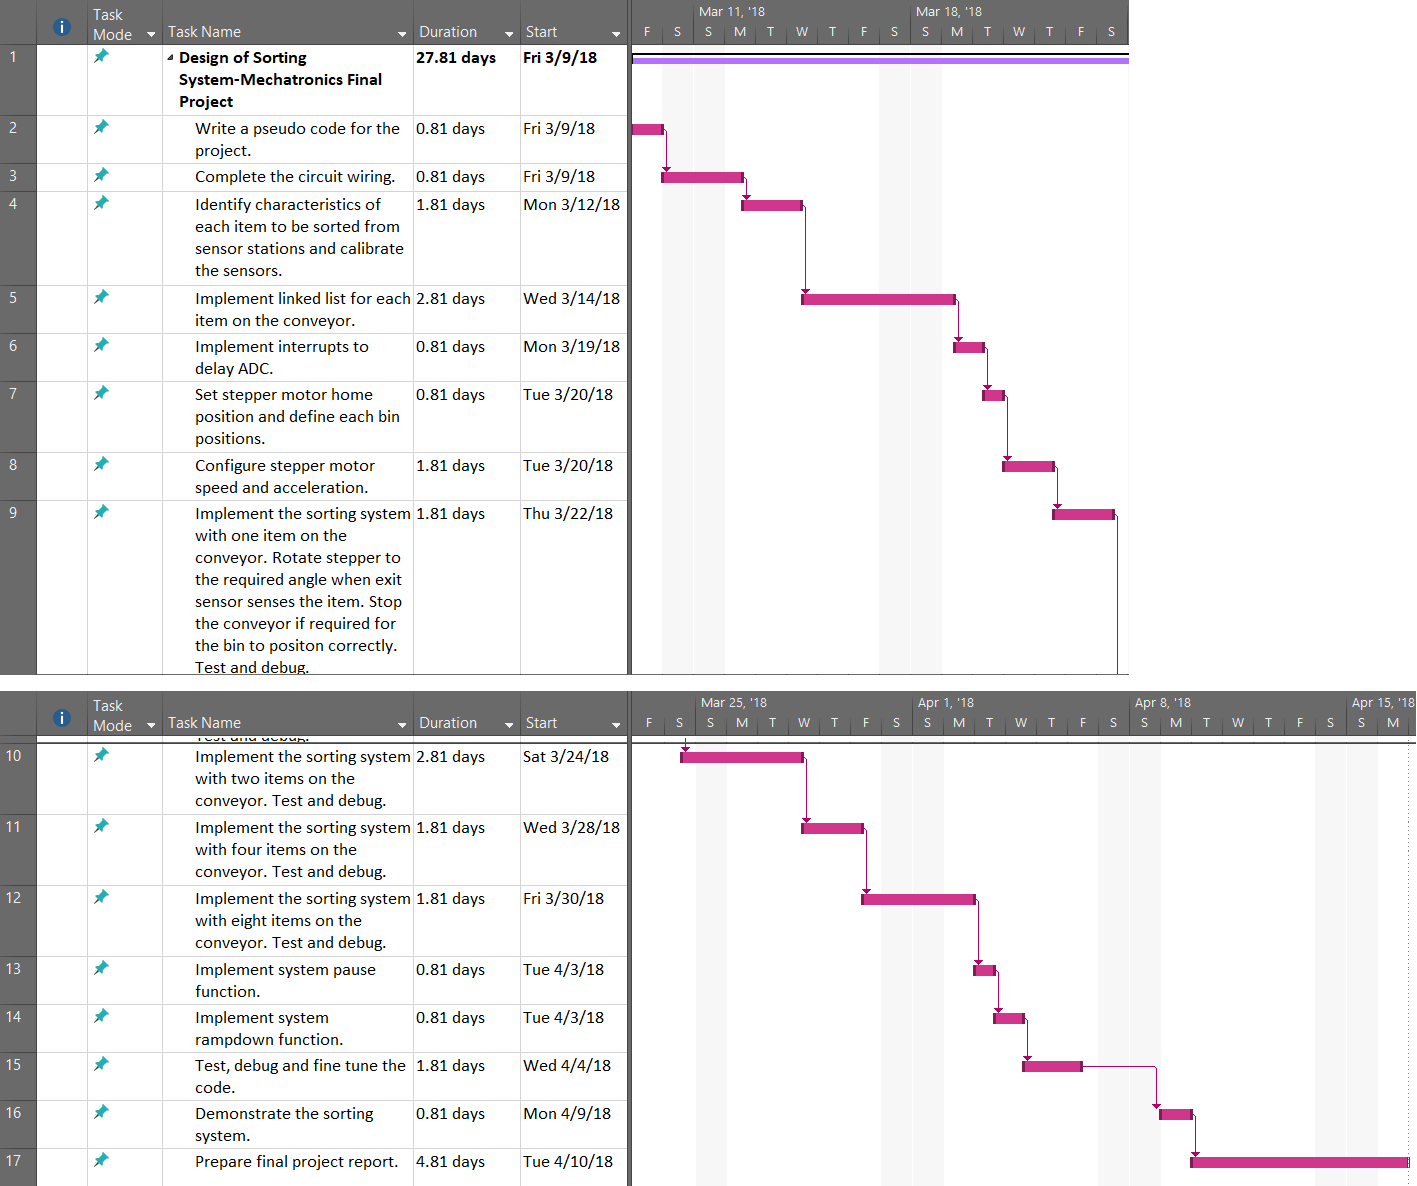 Task
Mode
Task Name
Duration
Start
Mar 11, '18
Mar 18, '18
F S S M T W T F S S M T W T F S
1
Design of Sorting
System-Mechatronics Final
Project
27.81 days
Fri 3/9/18
2
Write a pseudo code for the
project.
0.81 days
Fri 3/9/18
3
Complete the circuit wiring.
0.81 days
Fri 3/9/18
4
Identify characteristics of
each item to be sorted from
sensor stations and calibrate
the sensors.
1.81 days
Mon 3/12/18
5
Implement linked list for each
item on the conveyor.
2.81 days
Wed 3/14/18
6
Implement interrupts to
delay ADC.
0.81 days
Mon 3/19/18
7
Set stepper motor home
position and define each bin
positions.
0.81 days
Tue 3/20/18
8
Configure stepper motor
speed and acceleration.
1.81 days
Tue 3/20/18
9
Implement the sorting system
with one item on the
conveyor. Rotate stepper to
the required angle when exit
sensor senses the item. Stop
the conveyor if required for
the bin to positon correctly.
Test and debug.
1.81 days
Thu 3/22/18
Task
Mode
Task Name
Duration
Start
Mar 25, '18
Apr 1, '18
Apr 8, '18
Apr 15, '18
F S S M T W T F S S M T W T F S S M T W T F S S M
Test and debug.
10
Implement the sorting system
with two items on the
conveyor. Test and debug.
2.81 days
Sat 3/24/18
11
Implement the sorting system
with four items on the
conveyor. Test and debug.
1.81 days
Wed 3/28/18
12
Implement the sorting system
with eight items on the
conveyor. Test and debug.
1.81 days
Fri 3/30/18
13
Implement system pause
function.
0.81 days
Tue 4/3/18
14
Implement system
rampdown function.
0.81 days
Tue 4/3/18
15
Test, debug and fine tune the
code.
1.81 days
Wed 4/4/18
16
Demonstrate the sorting
system.
0.81 days
Mon 4/9/18
17
Prepare final project report.
4.81 days
Tue 4/10/18